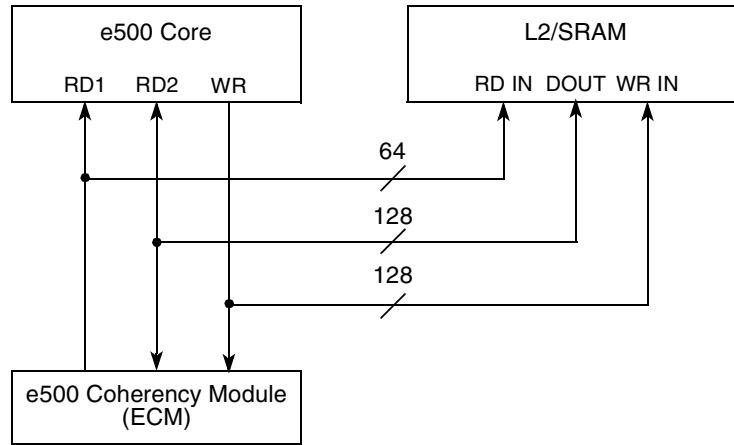 e500 Core
RD1 RD2 WR
L2/SRAM
RD IN DOUT WR IN
64
128
128
e500 Coherency Module
(ECM)